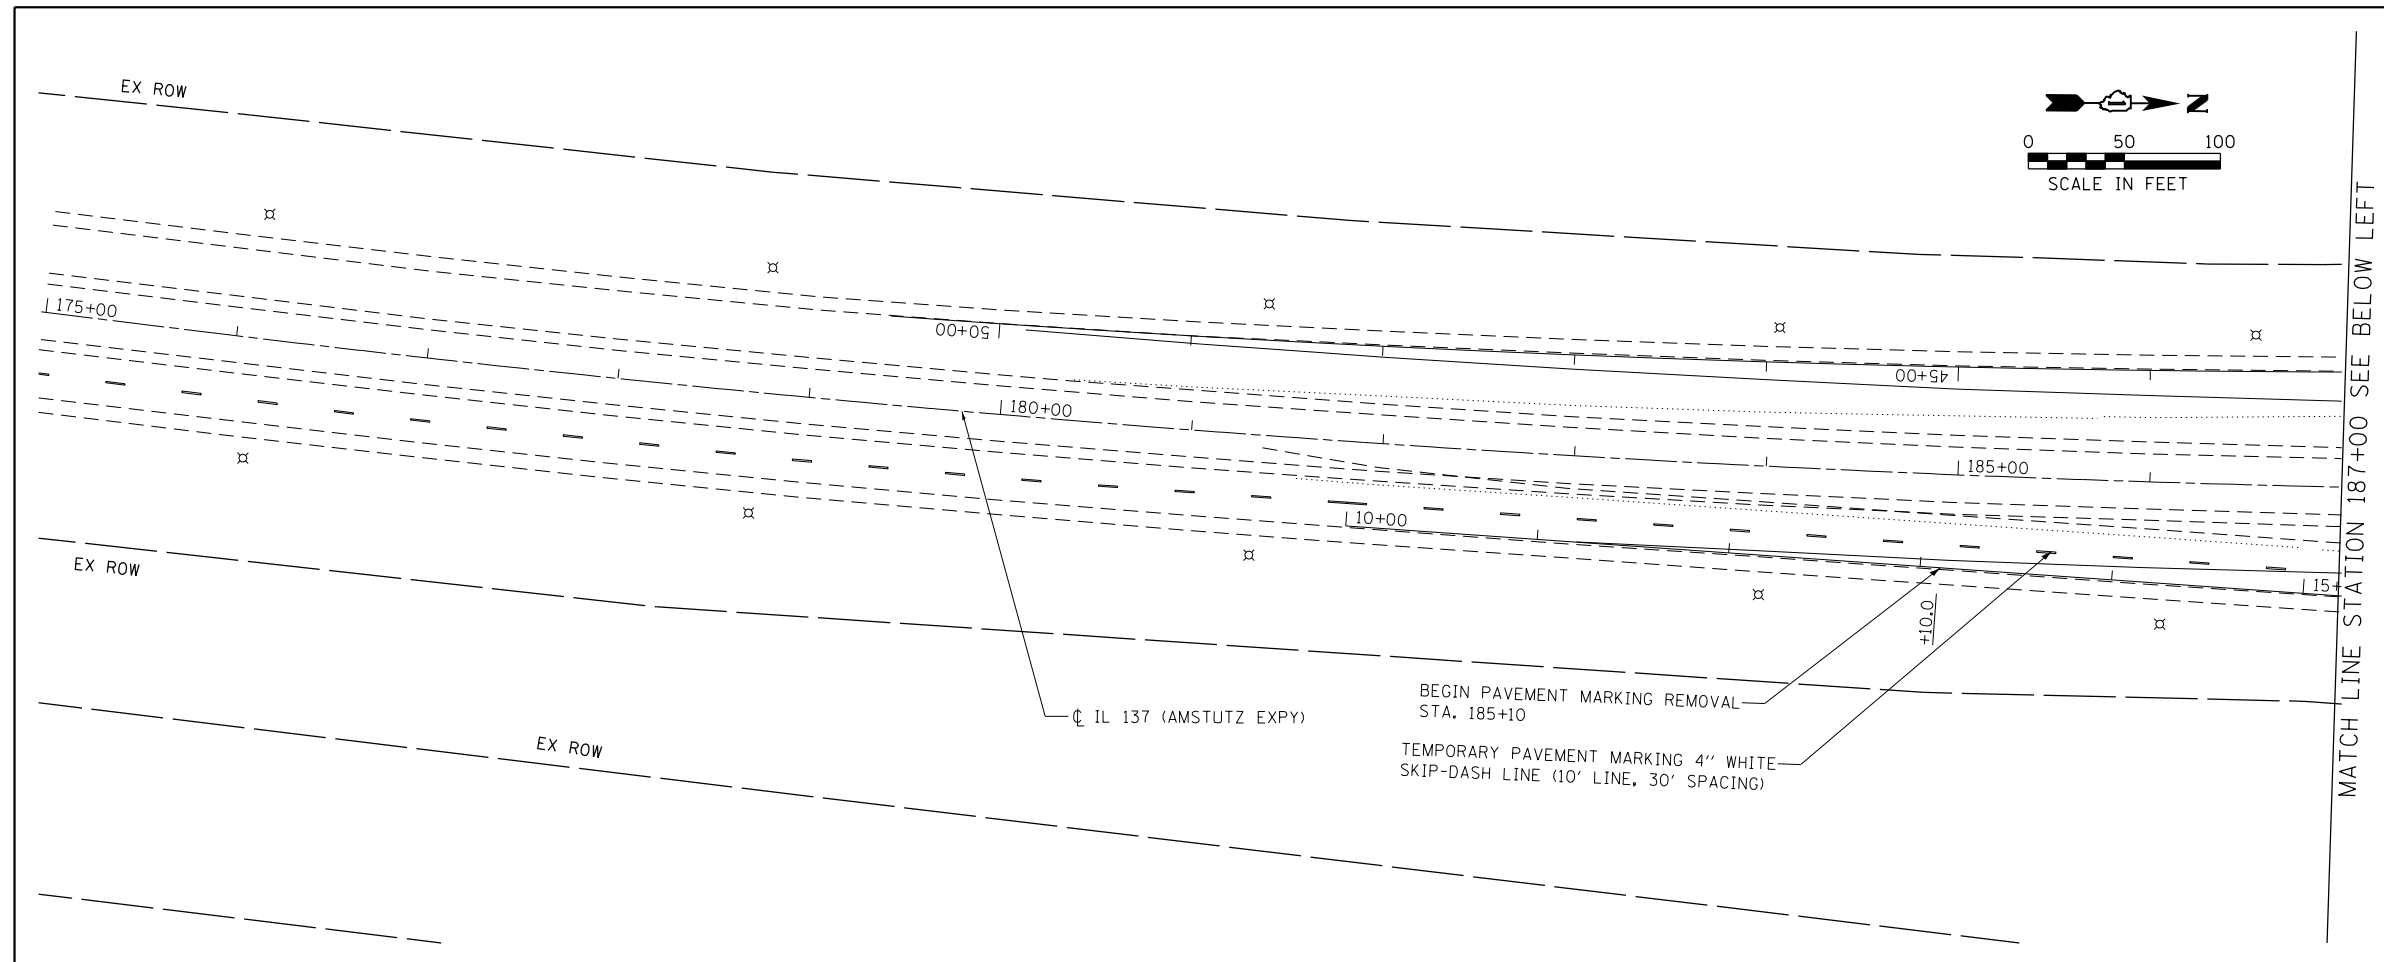 EX ROW
N
0 50 100
SCALE IN FEET
175+00
50+00
45+00
180+00
185+00
10+00
15+
EX ROW
+10.0
BEGIN PAVEMENT MARKING REMOVAL
STA. 185+10
℄ IL 137 (AMSTUTZ EXPY)
TEMPORARY PAVEMENT MARKING 4'' WHITE
SKIP-DASH LINE (10' LINE, 30' SPACING)
EX ROW
MATCH LINE STATION 187+00 SEE BELOW LEFT